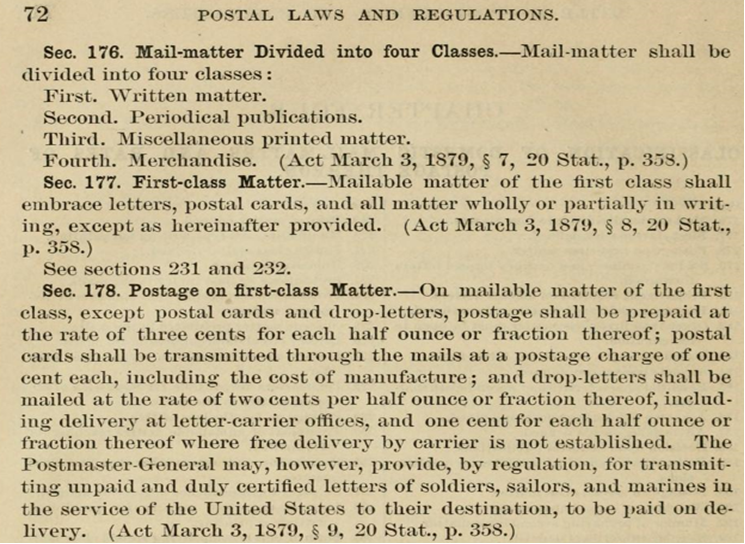 72 POSTAL LAWS AND REGULATIONS.
Sec. 176. Mail-matter Divided into four Classes.—Mail-matter shall be
divided into four classes:
First. Written matter.
Second. Periodical publications.
Third. Miscellaneous printed matter.
Fourth. Merchandise. (Act March 3, 1879, § 7, 20 Stat., p. 358.)
Sec. 177. First-class Matter.—Mailable matter of the first class shall
embrace letters, postal cards, and all matter wholly or partially in writ-
ing, except as hereinafter provided. (Act March 3, 1879, § 8, 20 Stat.,
p. 358.)
See sections 231 and 232.
Sec. 178. Postage on first-class Matter.—On mailable matter of the first
class, except postal cards and drop-letters, postage shall be prepaid at
the rate of three cents for each half ounce or fraction thereof; postal
cards shall be transmitted through the mails at a postage charge of one
cent each, including the cost of manufacture; and drop-letters shall be
mailed at the rate of two cents per half ounce or fraction thereof, includ-
ing delivery at letter-carrier offices, and one cent for each half ounce or
fraction thereof where free delivery by carrier is not established. The
Postmaster-General may, however, provide, by regulation, for transmit-
ting unpaid and duly certified letters of soldiers, sailors, and marines in
the service of the United States to their destination, to be paid on de-
livery. (Act March 3, 1879, § 9, 20 Stat., p. 358.)